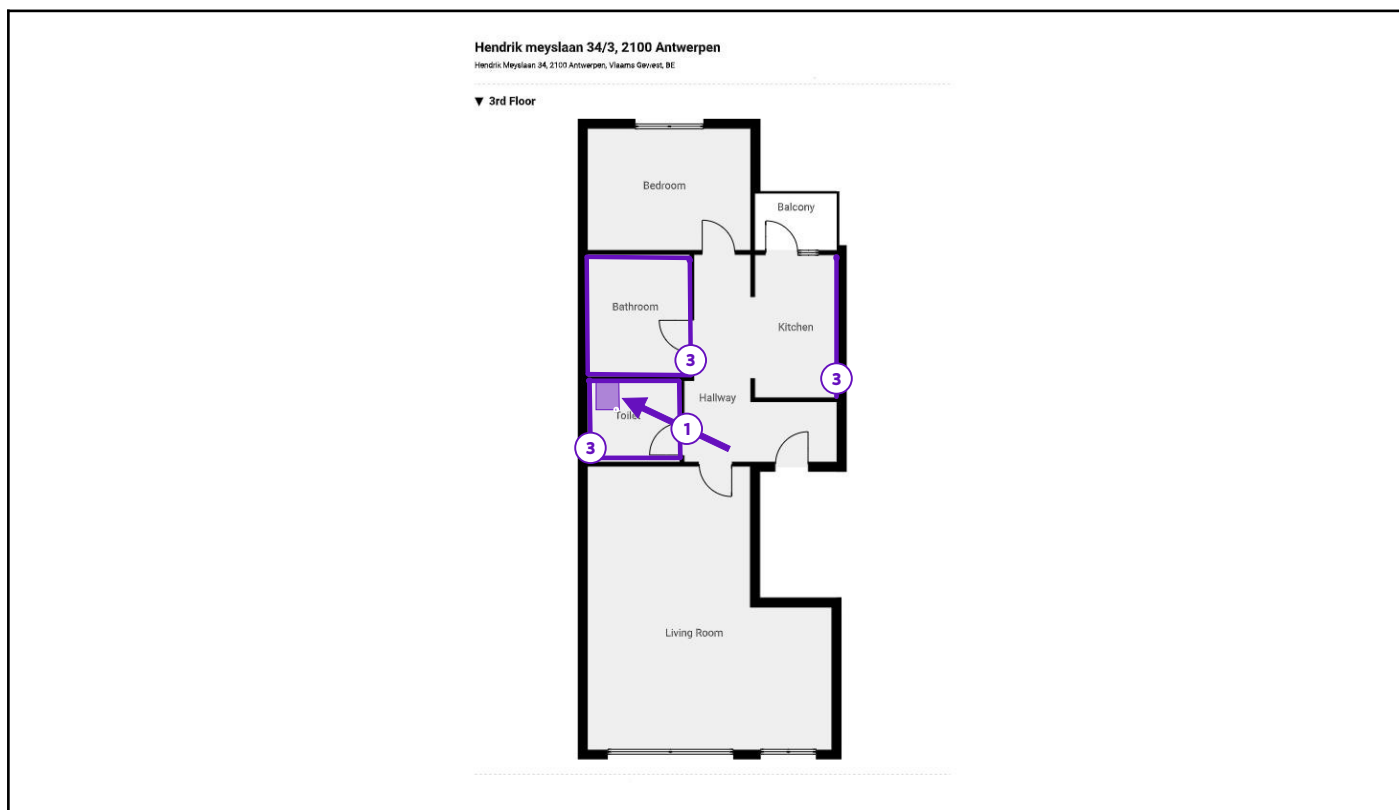 Hendrik meyslaan 34/3, 2100 Antwerpen
Hendrik Meyslaan 34, 2100 Antwerpen, Vlaams Gewest, BE
▼ 3rd Floor
Bedroom
Balcony
Bathroom
Kitchen
3
3
Hallway
Toilet
1
3
Living Room